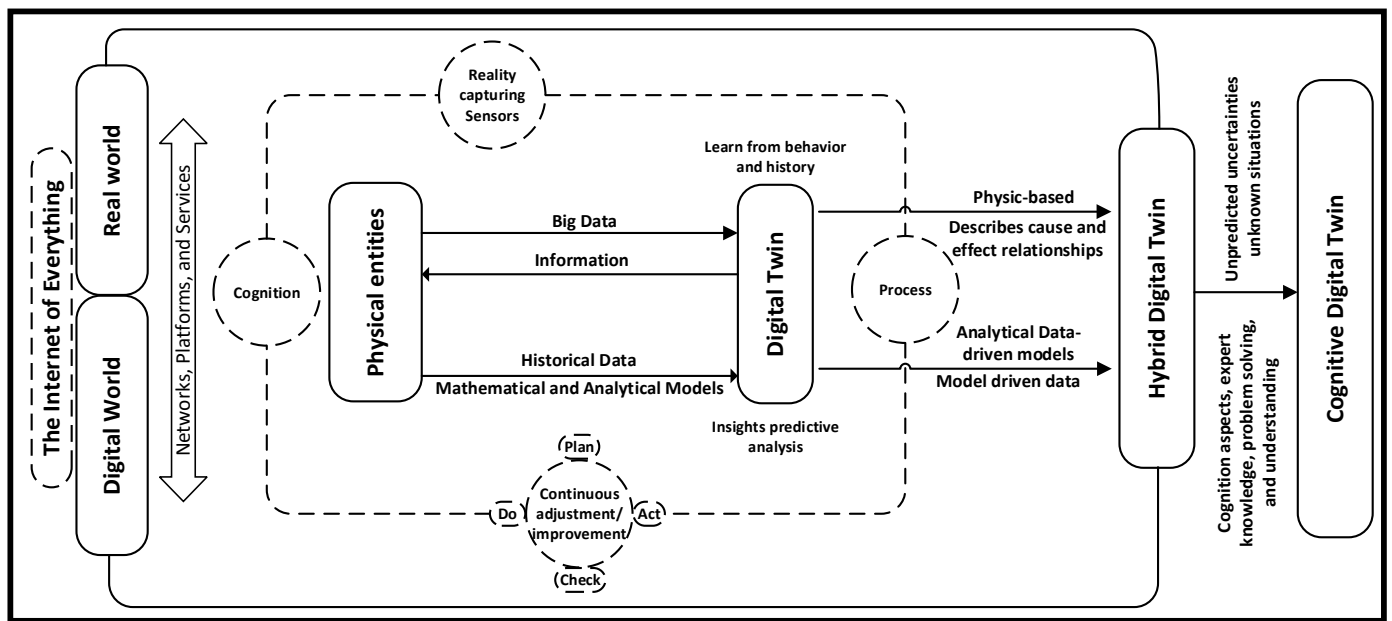 The Internet of Everything
Real world
Digital World
Networks, Platforms, and Services
Reality
capturing
Sensors
Cognition
Physical entities
Big Data
Information
Historical Data
Mathematical and Analytical Models
Learn from behavior
and history
Digital Twin
Insights predictive
analysis
Plan
Do
Continuous
adjustment/
improvement
Act
Check
Process
Physic-based
Describes cause and
effect relationships
Analytical Data-
driven models
Model driven data
Hybrid Digital Twin
Unpredicted uncertainties
unknown situations
Cognition aspects, expert
knowledge, problem solving,
and understanding
Cognitive Digital Twin